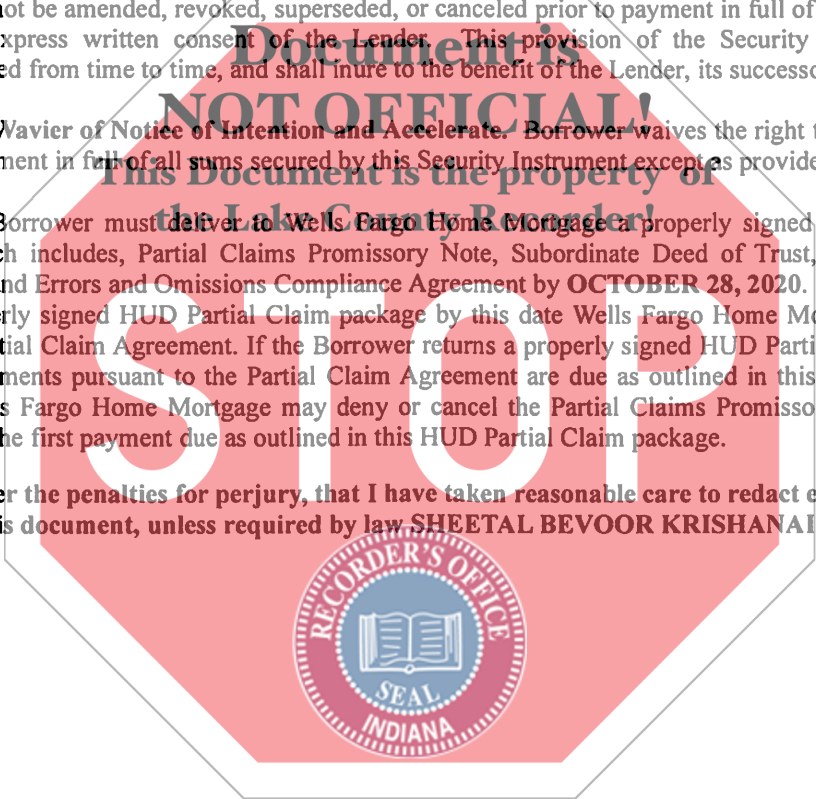 ot be amended, revoked, superseded, or canceled prior to payment in full of
xpress written consent of the Lender. This provision of the Security
ed from time to time, and shall inure to the benefit of the Lender, its successo
Wavier of Notice of Intention and Accelerate. Borrower waives the right t
ment in full of all sums secured by this Security Instrument except as provide
Borrower must deliver to Wells Fargo Home Mortgage a properly signed
ch includes, Partial Claims Promissory Note, Subordinate Deed of Trust,
nd Errors and Omissions Compliance Agreement by OCTOBER 28, 2020.
rly signed HUD Partial Claim package by this date Wells Fargo Home Mo
tial Claim Agreement. If the Borrower returns a properly signed HUD Parti
ments pursuant to the Partial Claim Agreement are due as outlined in this
s Fargo Home Mortgage may deny or cancel the Partial Claims Promisso
he first payment due as outlined in this HUD Partial Claim package.
er the penalties for perjury, that I have taken reasonable care to redact e
is document, unless required by law SHEETAL BEVOOR KRISHANAI
Document is
NOT OFFICIAL!
This Document is the property of
the Lake County Recorder!
STOP
RECORDER'S OFFICE
SEAL
INDIANA